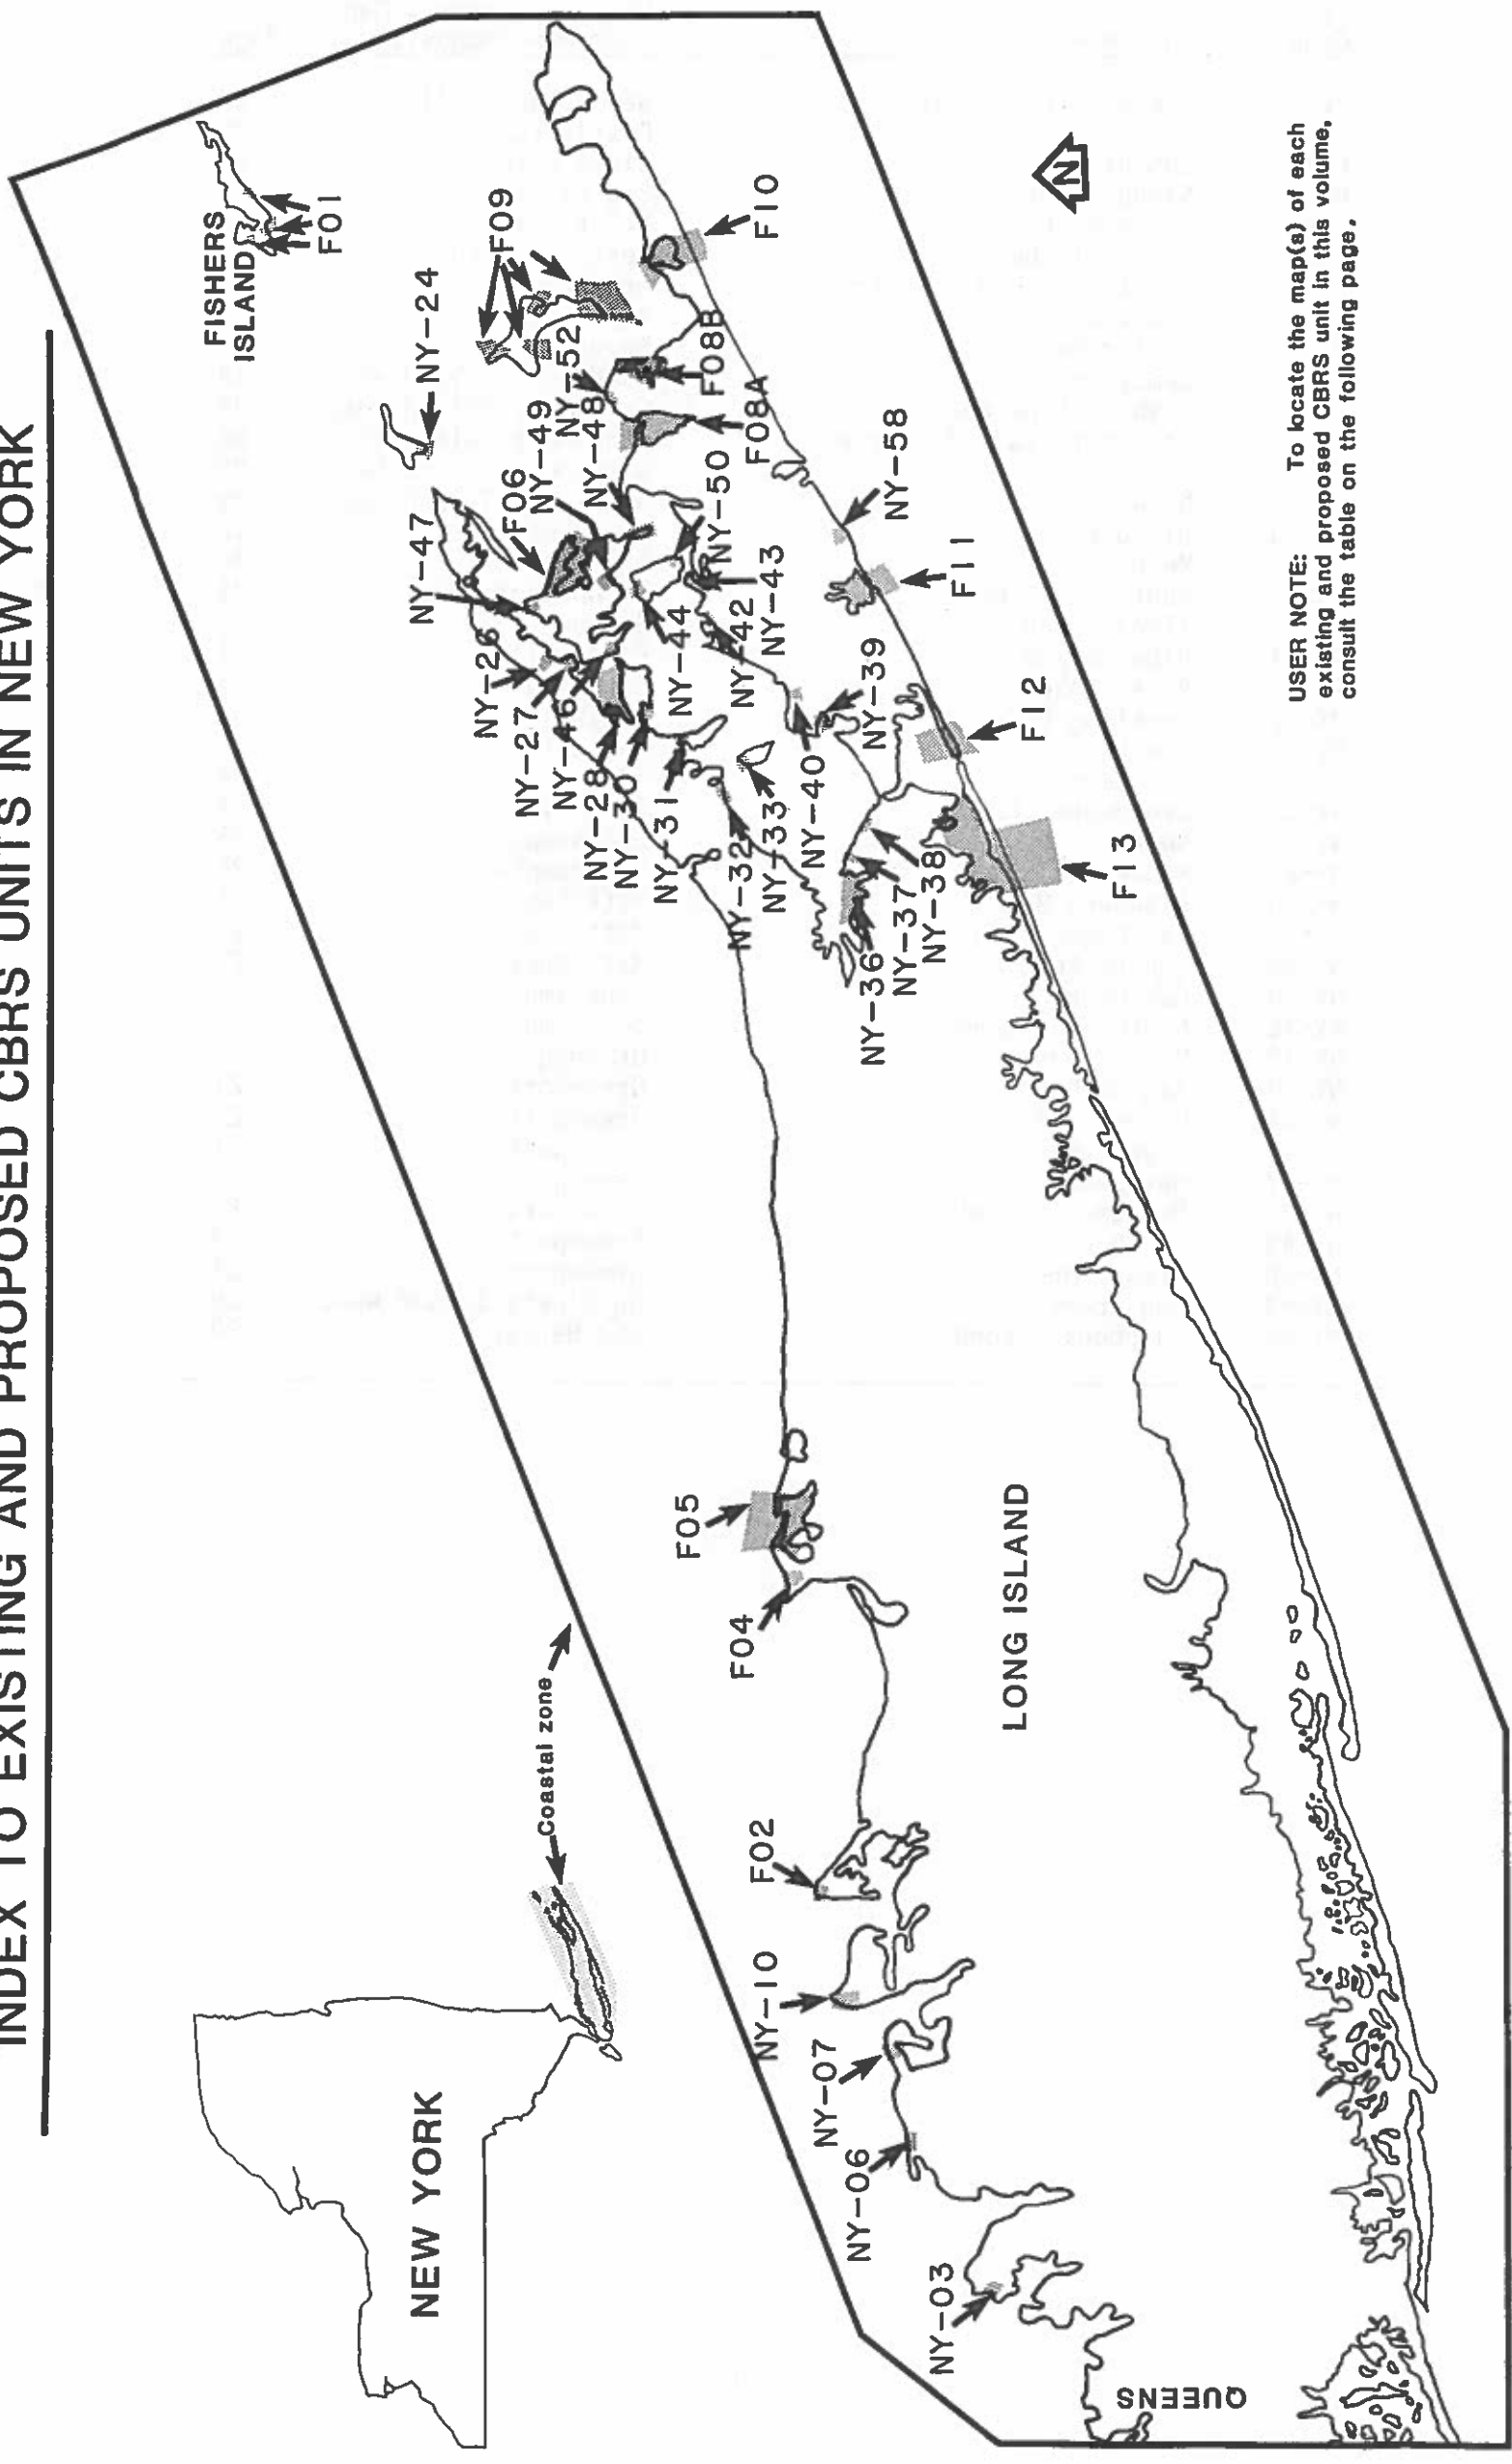 INDEX TO EXISTING AND PROPOSED CBRS UNITS IN NEW YORK
NEW YORK
Coastal zone
FISHERS
ISLAND
F01
NY-24
F09
NY-47
F06
NY-49
NY-48
NY-52
F08B
F08A
F10
NY-26
NY-27
NY-46
NY-28
NY-30
NY-31
NY-32
NY-33
NY-44
NY-42
NY-43
NY-50
NY-40
NY-39
NY-58
F11
F12
F13
NY-36
NY-37
NY-38
F05
F04
F02
NY-10
NY-07
NY-06
NY-03
LONG ISLAND
QUEENS
N
USER NOTE: To locate the map(s) of each
existing and proposed CBRS unit in this volume,
consult the table on the following page.